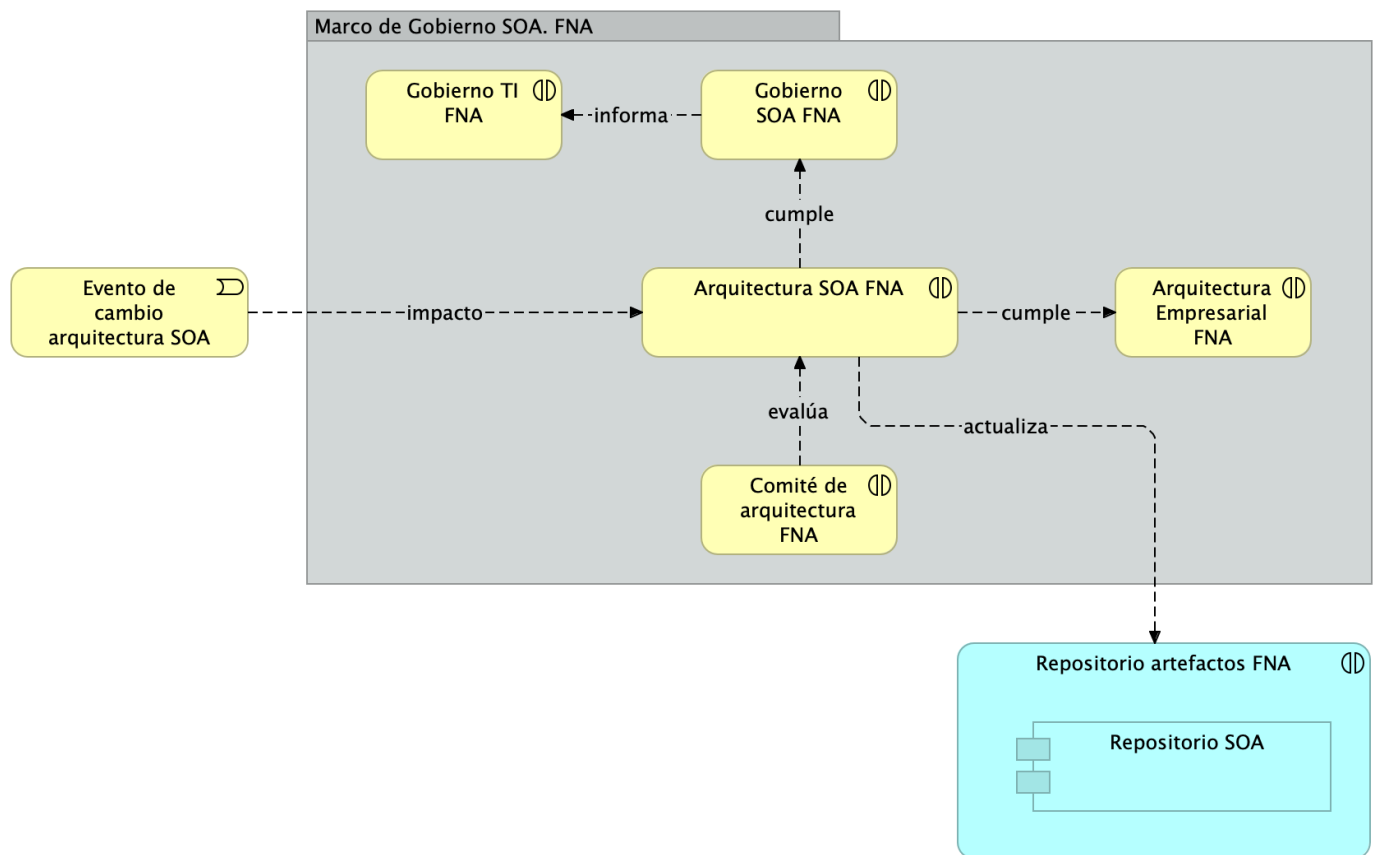 Marco de Gobierno SOA. FNA
Gobierno TI
FNA
informa
Gobierno
SOA FNA
cumple
Evento de
cambio
arquitectura SOA
impacto
Arquitectura SOA FNA
cumple
Arquitectura
Empresarial
FNA
evalúa
actualiza
Comité de
arquitectura
FNA
Repositorio artefactos FNA
Repositorio SOA